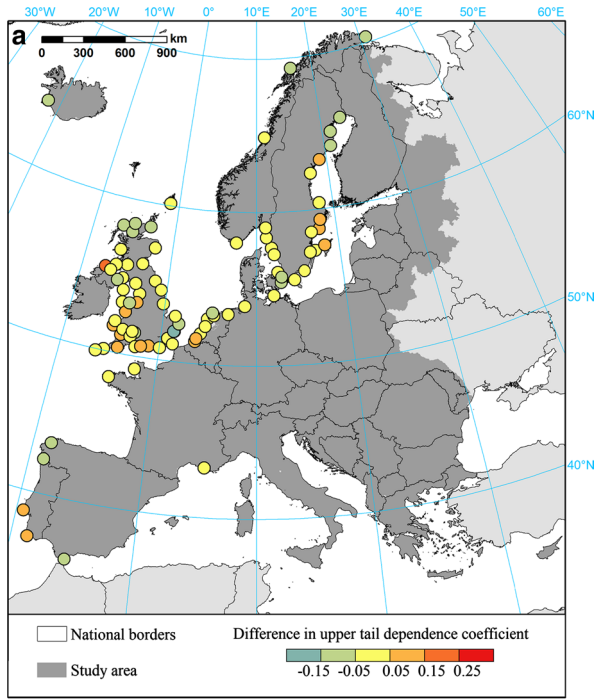 30°W 20°W 10°W 0° 10°E 20°E 30°E 40°E 50°E 60°E
a
km
0 300 600 900
60°N
50°N
40°N
National borders
Study area
Difference in upper tail dependence coefficient
-0.15 -0.05 0.05 0.15 0.25